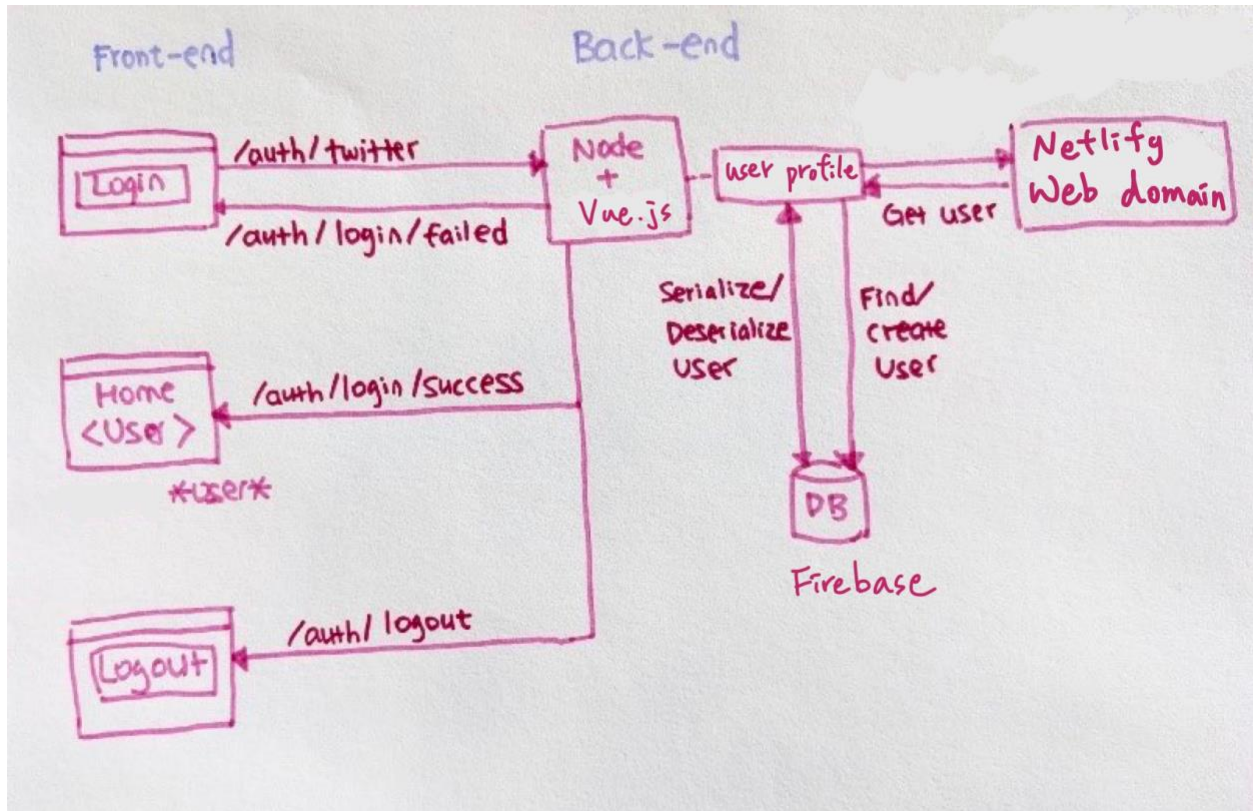 Front-end
Back-end
Login
/auth/twitter
/auth/login/failed
Node
+
Vue.js
user profile
Get user
Netlify
Web domain
Serialize/
Deserialize
user
Find/
create
user
Home
<User>
*user*
/auth/login/success
DB
Firebase
Logout
/auth/logout